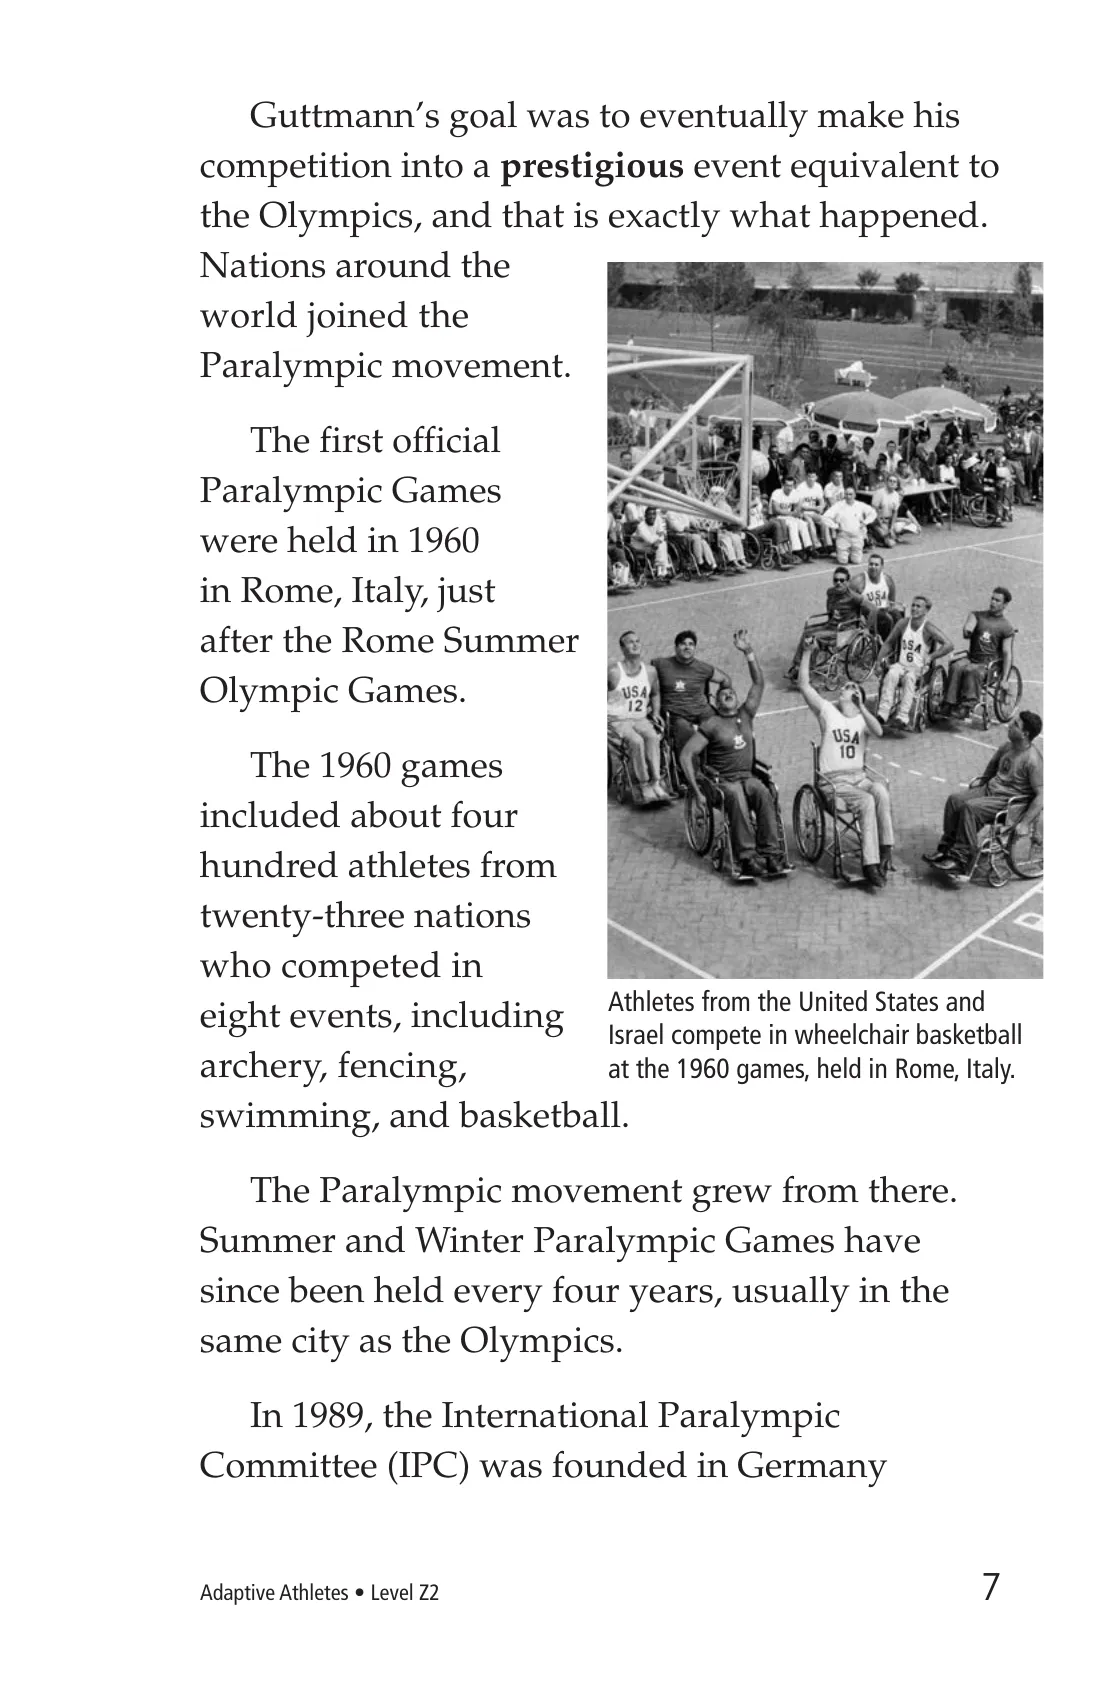 Guttmann’s goal was to eventually make his
competition into a prestigious event equivalent to
the Olympics, and that is exactly what happened.
Nations around the
world joined the
Paralympic movement.
The first official
Paralympic Games
were held in 1960
in Rome, Italy, just
after the Rome Summer
Olympic Games.
The 1960 games
included about four
hundred athletes from
twenty-three nations
who competed in
eight events, including
archery, fencing,
swimming, and basketball.
USA
11
USA
6
USA
12
USA
10
Athletes from the United States and
Israel compete in wheelchair basketball
at the 1960 games, held in Rome, Italy.
The Paralympic movement grew from there.
Summer and Winter Paralympic Games have
since been held every four years, usually in the
same city as the Olympics.
In 1989, the International Paralympic
Committee (IPC) was founded in Germany
Adaptive Athletes • Level Z2
7